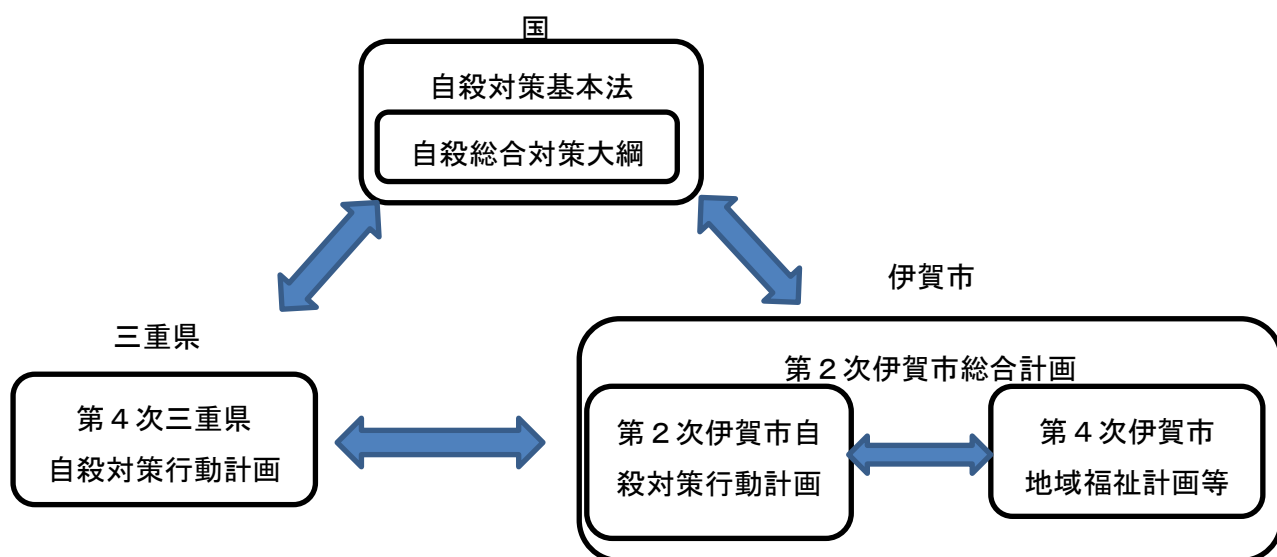 国
自殺対策基本法
自殺総合対策大綱
伊賀市
三重県
第２次伊賀市総合計画
第４次三重県
自殺対策行動計画
第２次伊賀市自
殺対策行動計画
第４次伊賀市
地域福祉計画等